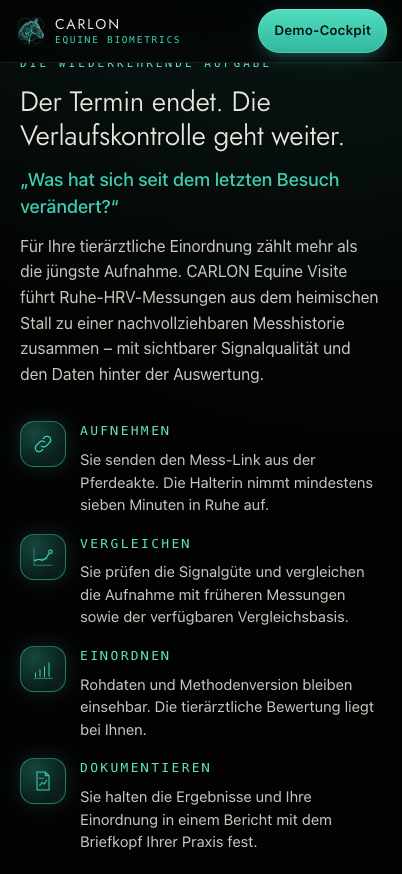 CARLON
EQUINE BIOMETRICS
Demo-Cockpit
DIE WIEDERKEHRENDE AUFGABE
Der Termin endet. Die
Verlaufskontrolle geht weiter.
„Was hat sich seit dem letzten Besuch
verändert?“
Für Ihre tierärztliche Einordnung zählt mehr als
die jüngste Aufnahme. CARLON Equine Visite
führt Ruhe-HRV-Messungen aus dem heimischen
Stall zu einer nachvollziehbaren Messhistorie
zusammen – mit sichtbarer Signalqualität und
den Daten hinter der Auswertung.
AUFNEHMEN
Sie senden den Mess-Link aus der
Pferdeakte. Die Halterin nimmt mindestens
sieben Minuten in Ruhe auf.
VERGLEICHEN
Sie prüfen die Signalgüte und vergleichen
die Aufnahme mit früheren Messungen
sowie der verfügbaren Vergleichsbasis.
EINORDNEN
Rohdaten und Methodenversion bleiben
einsehbar. Die tierärztliche Bewertung liegt
bei Ihnen.
DOKUMENTIEREN
Sie halten die Ergebnisse und Ihre
Einordnung in einem Bericht mit dem
Briefkopf Ihrer Praxis fest.